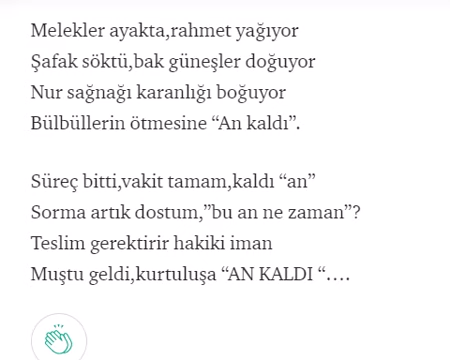 Melekler ayakta,rahmet yağıyor
Şafak söktü,bak güneşler doğuyor
Nur sağnağı karanlığı boğuyor
Bülbüllerin ötmesine “An kaldı”.
Süreç bitti,vakit tamam,kaldı “an”
Sorma artık dostum,”bu an ne zaman”?
Teslim gerektirir hakiki iman
Muştu geldi,kurtuluşa “AN KALDI “….